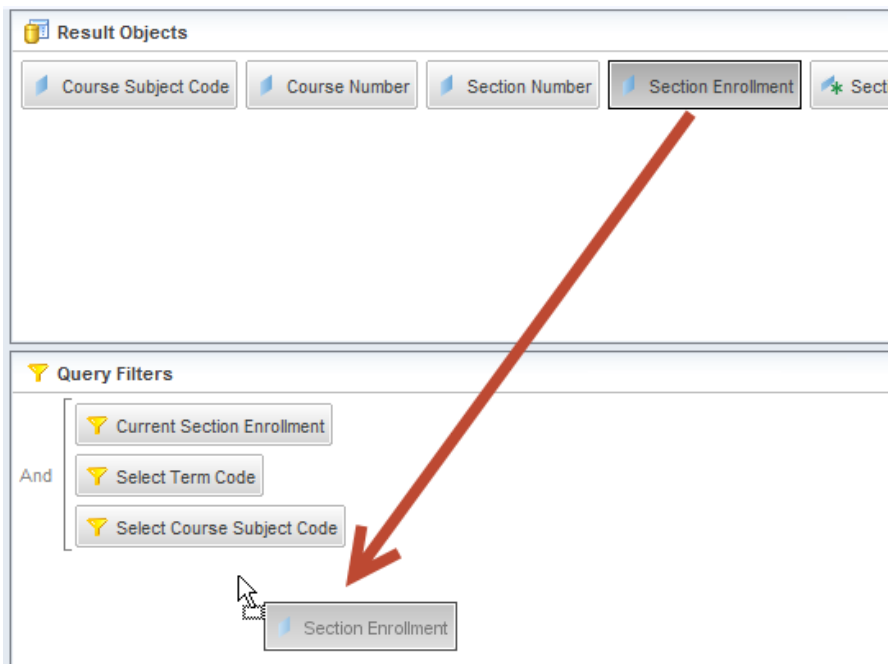 Result Objects
Course Subject Code Course Number Section Number Section Enrollment Sect
Query Filters
Current Section Enrollment
And Select Term Code
Select Course Subject Code
Section Enrollment